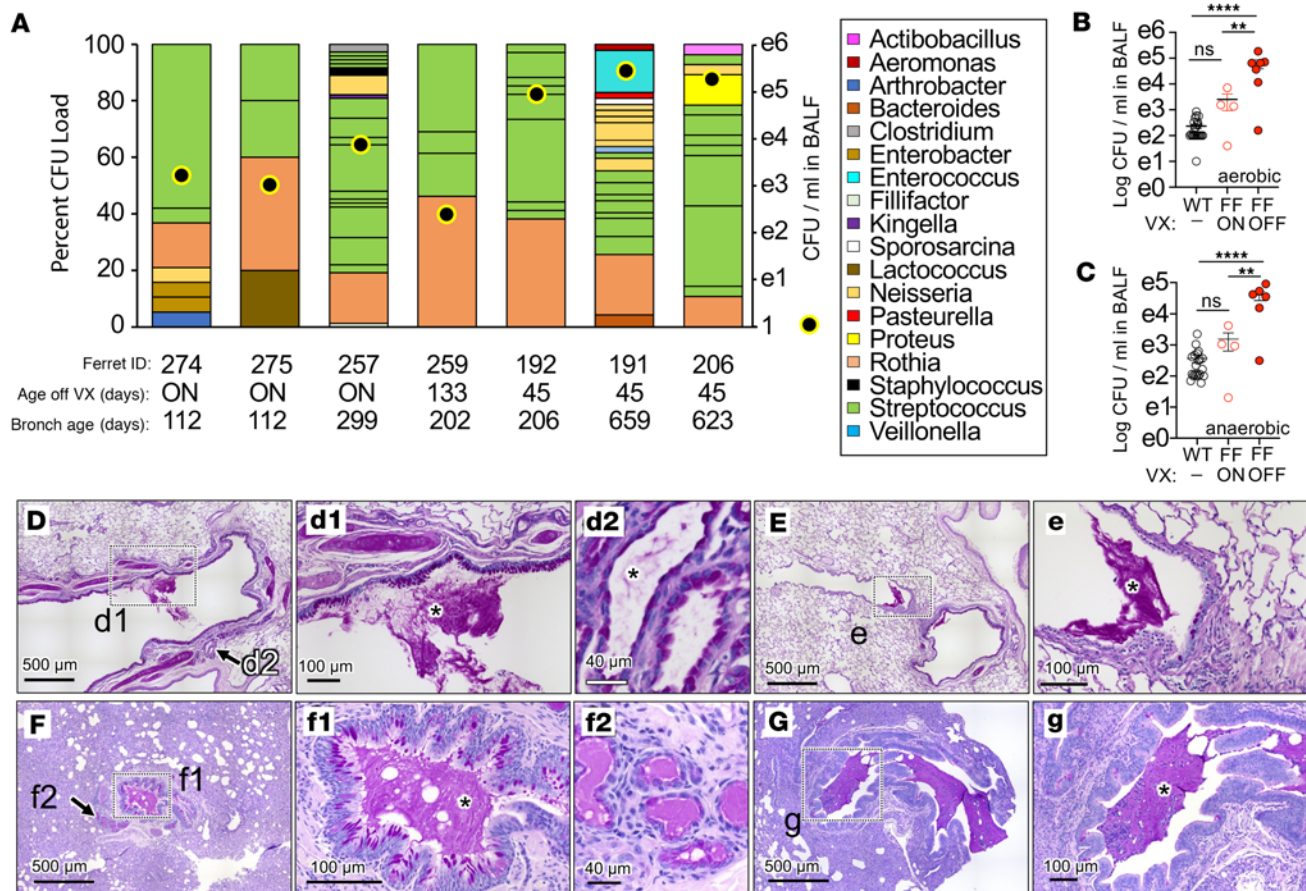 A
Percent CFU Load
100
80
60
40
20
0
e6
e5
e4
e3
e2
e1
1
CFU / ml in BALF
Ferret ID: 274 275 257 259 192 191 206
Age off VX (days): ON ON ON 133 45 45 45
Bronch age (days): 112 112 299 202 206 659 623
Actibobacillus
Aeromonas
Arthrobacter
Bacteroides
Clostridium
Enterobacter
Enterococcus
Fillifactor
Kingella
Sporosarcina
Lactococcus
Neisseria
Pasteurella
Proteus
Rothia
Staphylococcus
Streptococcus
Veillonella
B
Log CFU / ml in BALF
****
**
ns
e6
e5
e4
e3
e2
e1
e0
aerobic
WT FF FF
VX: – ON OFF
C
Log CFU / ml in BALF
****
**
ns
e5
e4
e3
e2
e1
e0
anaerobic
WT FF FF
VX: – ON OFF
D
d1
d2
500 µm
d1
*
100 µm
d2
*
40 µm
E
e
500 µm
e
*
100 µm
F
f1
f2
500 µm
f1
*
100 µm
f2
40 µm
G
g
500 µm
g
*
100 µm